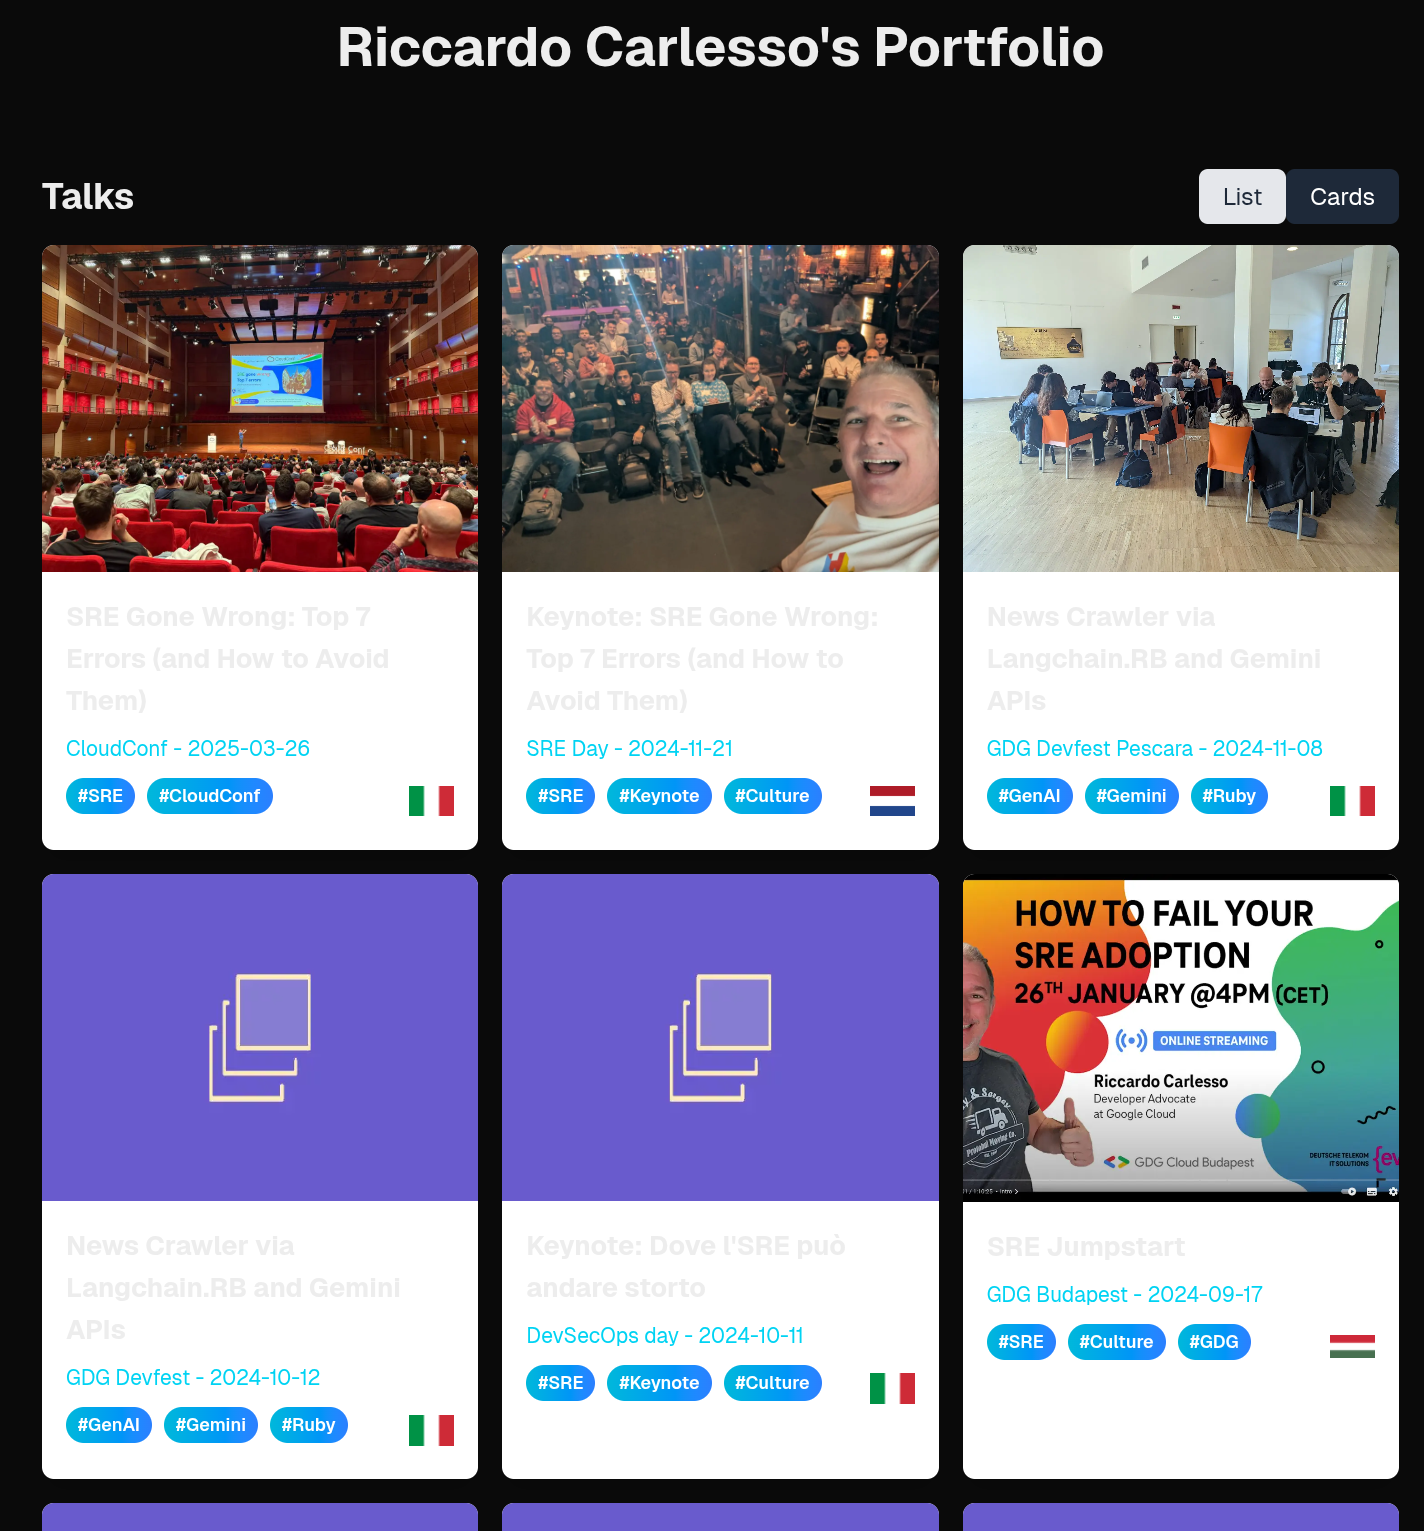 Riccardo Carlesso's Portfolio
Talks
List
Cards
SRE Gone Wrong: Top 7
Errors (and How to Avoid
Them)
CloudConf - 2025-03-26
#SRE
#CloudConf
Keynote: SRE Gone Wrong:
Top 7 Errors (and How to
Avoid Them)
SRE Day - 2024-11-21
#SRE
#Keynote
#Culture
News Crawler via
Langchain.RB and Gemini
APIs
GDG Devfest Pescara - 2024-11-08
#GenAI
#Gemini
#Ruby
News Crawler via
Langchain.RB and Gemini
APIs
GDG Devfest - 2024-10-12
#GenAI
#Gemini
#Ruby
Keynote: Dove l'SRE può
andare storto
DevSecOps day - 2024-10-11
#SRE
#Keynote
#Culture
HOW TO FAIL YOUR
SRE ADOPTION
26TH JANUARY @4PM (CET)
ONLINE STREAMING
Riccardo Carlesso
Developer Advocate
at Google Cloud
GDG Cloud Budapest
DEUTSCHE TELEKOM
IT SOLUTIONS
SRE Jumpstart
GDG Budapest - 2024-09-17
#SRE
#Culture
#GDG